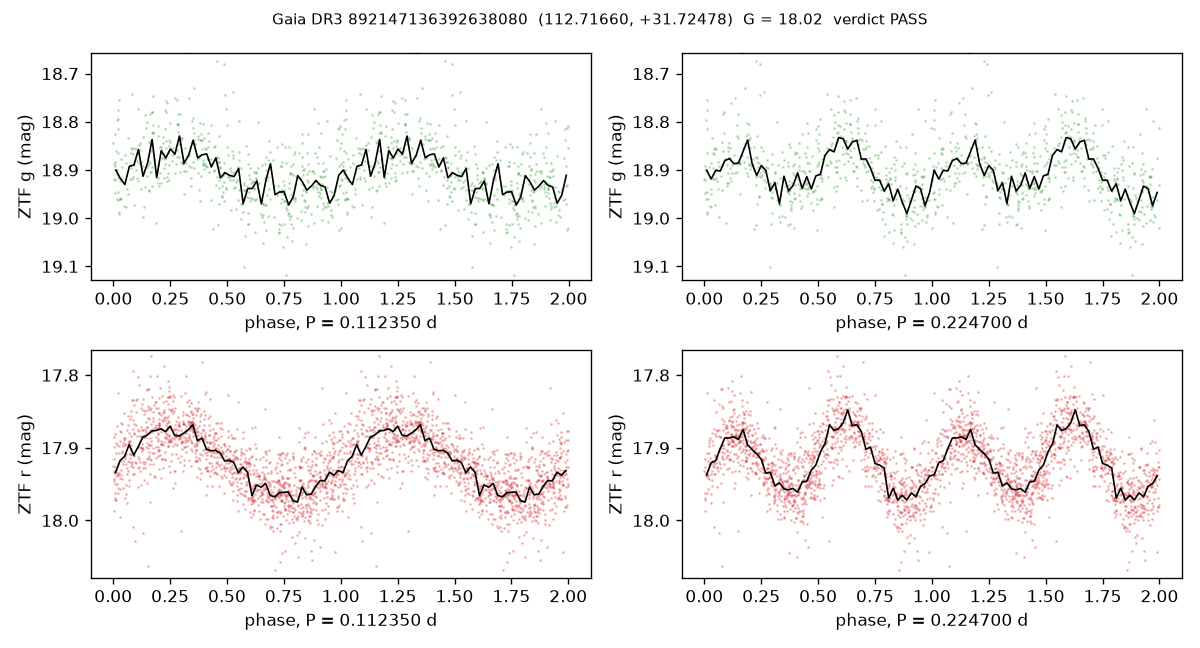 Gaia DR3 892147136392638080  (112.71660, +31.72478)  G = 18.02  verdict PASS
ZTF g (mag)
18.7
18.8
18.9
19.0
19.1
0.00 0.25 0.50 0.75 1.00 1.25 1.50 1.75 2.00
phase, P = 0.112350 d
ZTF g (mag)
18.7
18.8
18.9
19.0
19.1
0.00 0.25 0.50 0.75 1.00 1.25 1.50 1.75 2.00
phase, P = 0.224700 d
ZTF r (mag)
17.8
17.9
18.0
0.00 0.25 0.50 0.75 1.00 1.25 1.50 1.75 2.00
phase, P = 0.112350 d
ZTF r (mag)
17.8
17.9
18.0
0.00 0.25 0.50 0.75 1.00 1.25 1.50 1.75 2.00
phase, P = 0.224700 d